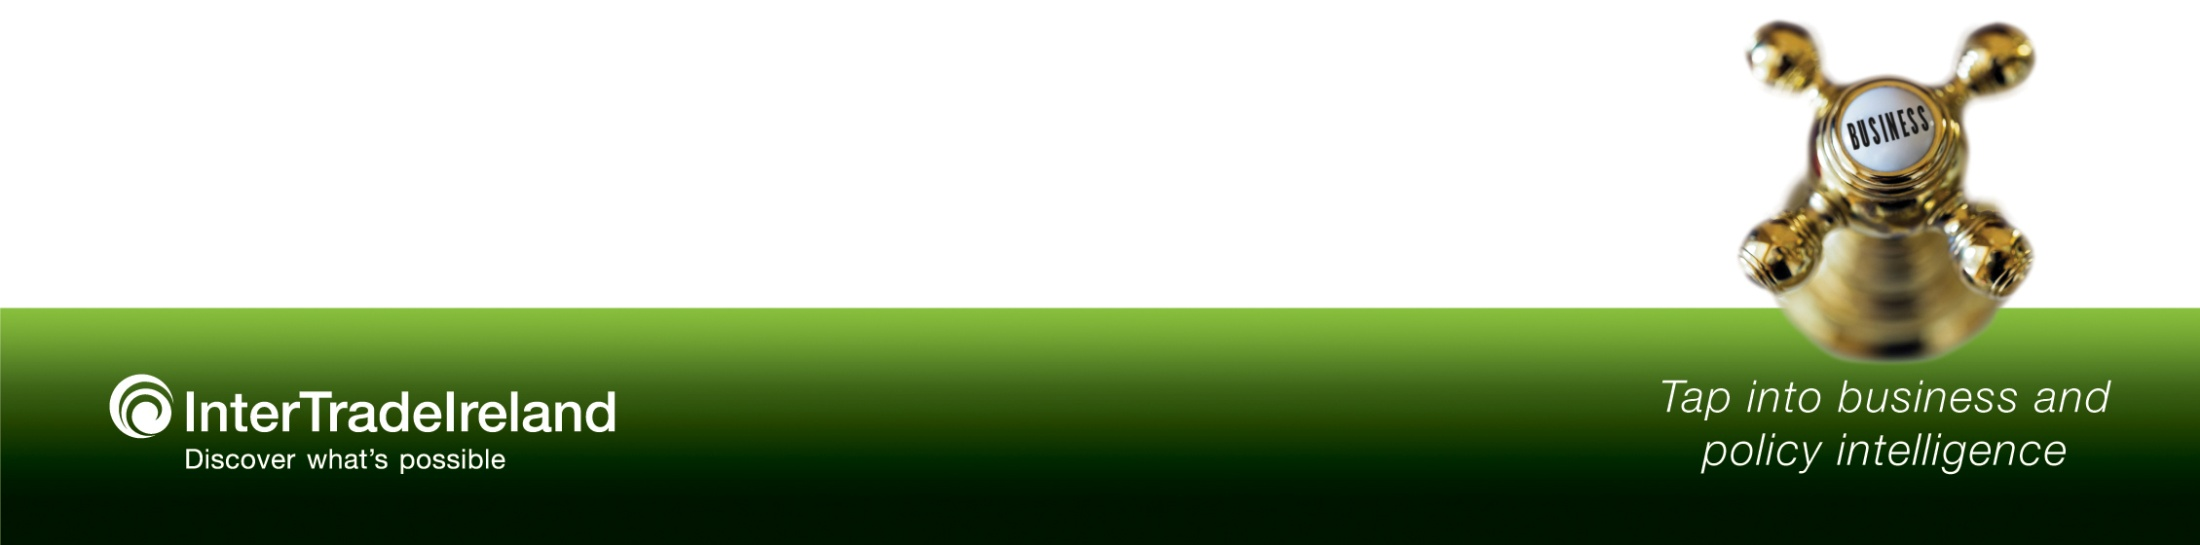 BUSINESS
InterTradeIreland
Discover what's possible
Tap into business and
policy intelligence